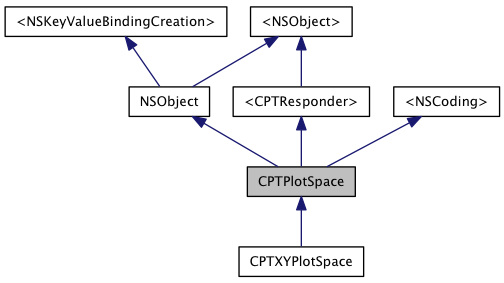 <NSKeyValueBindingCreation>
<NSObject>
NSObject
<CPTResponder>
<NSCoding>
CPTPlotSpace
CPTXYPlotSpace